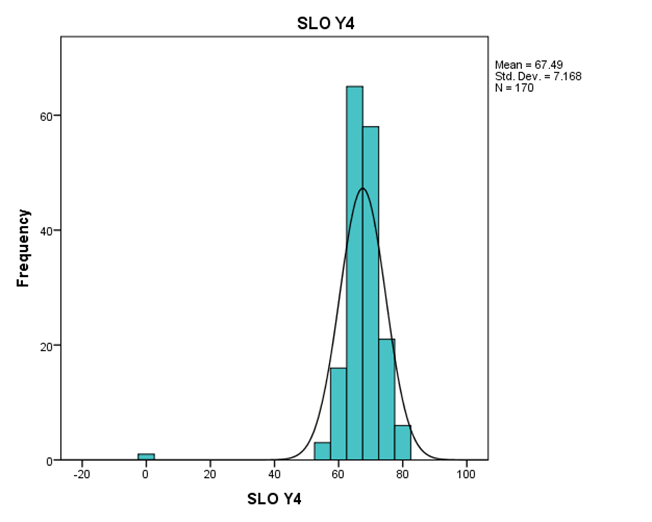 SLO Y4
Mean = 67.49
Std. Dev. = 7.168
N = 170
60
40
20
0
Frequency
-20 0 20 40 60 80 100
SLO Y4